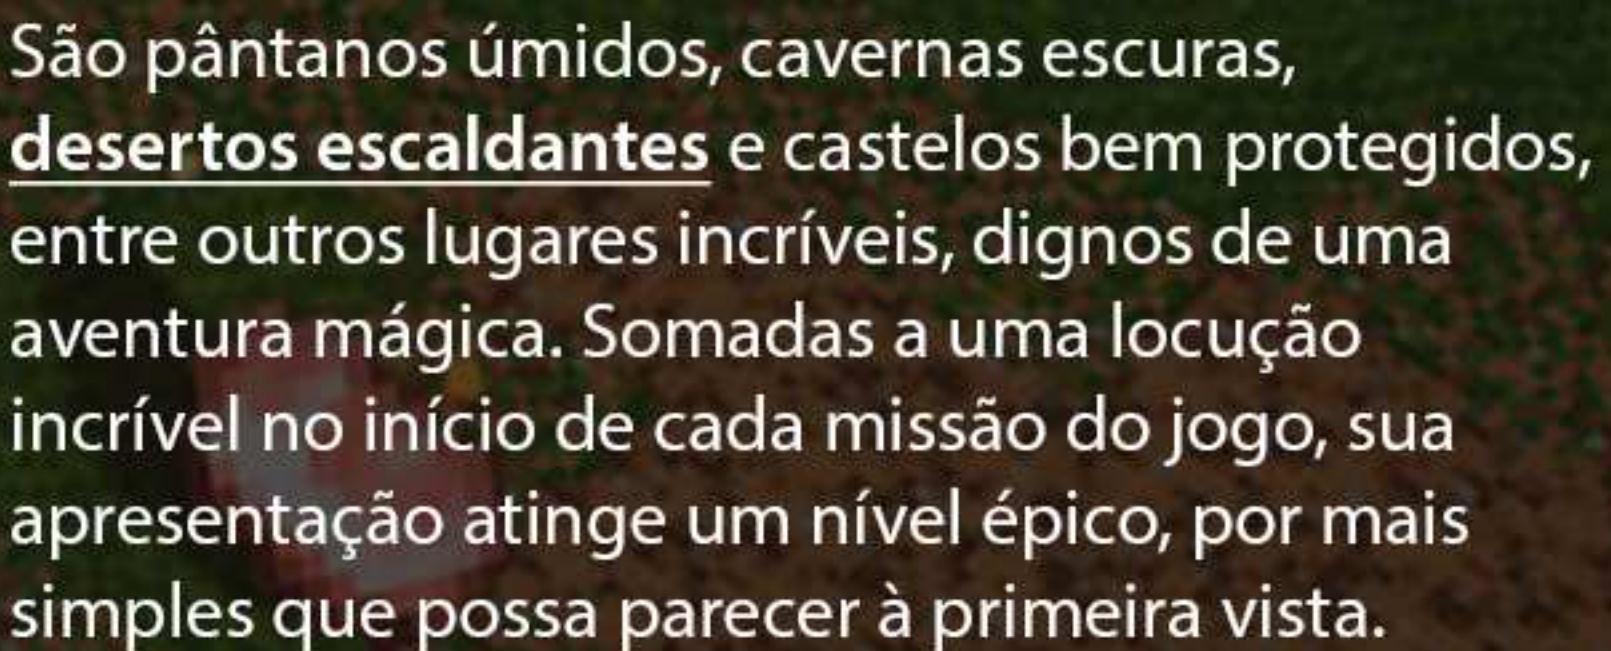 São pântanos úmidos, cavernas escuras,
desertos escaldantes e castelos bem protegidos,
entre outros lugares incríveis, dignos de uma
aventura mágica. Somadas a uma locução
incrível no início de cada missão do jogo, sua
apresentação atinge um nível épico, por mais
simples que possa parecer à primeira vista.